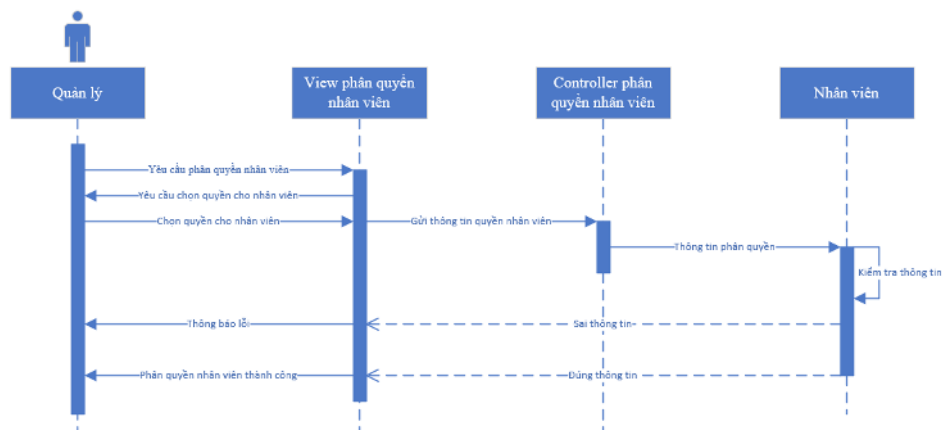 Quản lý
View phân quyền
nhân viên
Controller phân
quyền nhân viên
Nhân viên
Yêu cầu phân quyền nhân viên
Yêu cầu chọn quyền cho nhân viên
Chọn quyền cho nhân viên
Gửi thông tin quyền nhân viên
Thông tin phân quyền
Kiểm tra thông tin
Thông báo lỗi
Sai thông tin
Phân quyền nhân viên thành công
Đúng thông tin